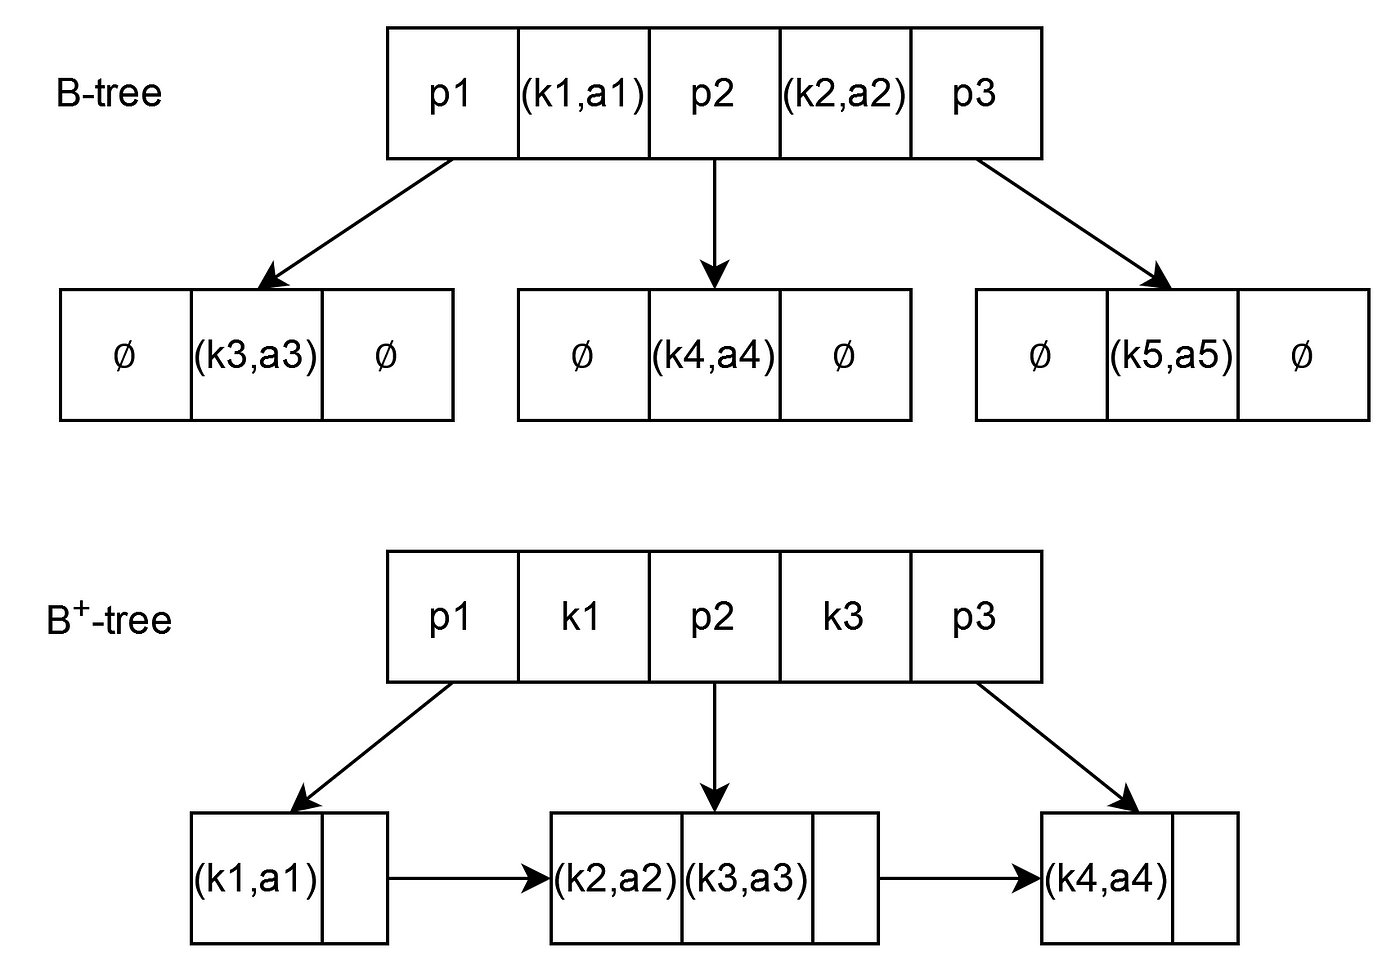 B-tree
p1 (k1,a1) p2 (k2,a2) p3
∅ (k3,a3) ∅ ∅ (k4,a4) ∅ ∅ (k5,a5) ∅
B⁺-tree
p1 k1 p2 k3 p3
(k1,a1) (k2,a2) (k3,a3) (k4,a4)